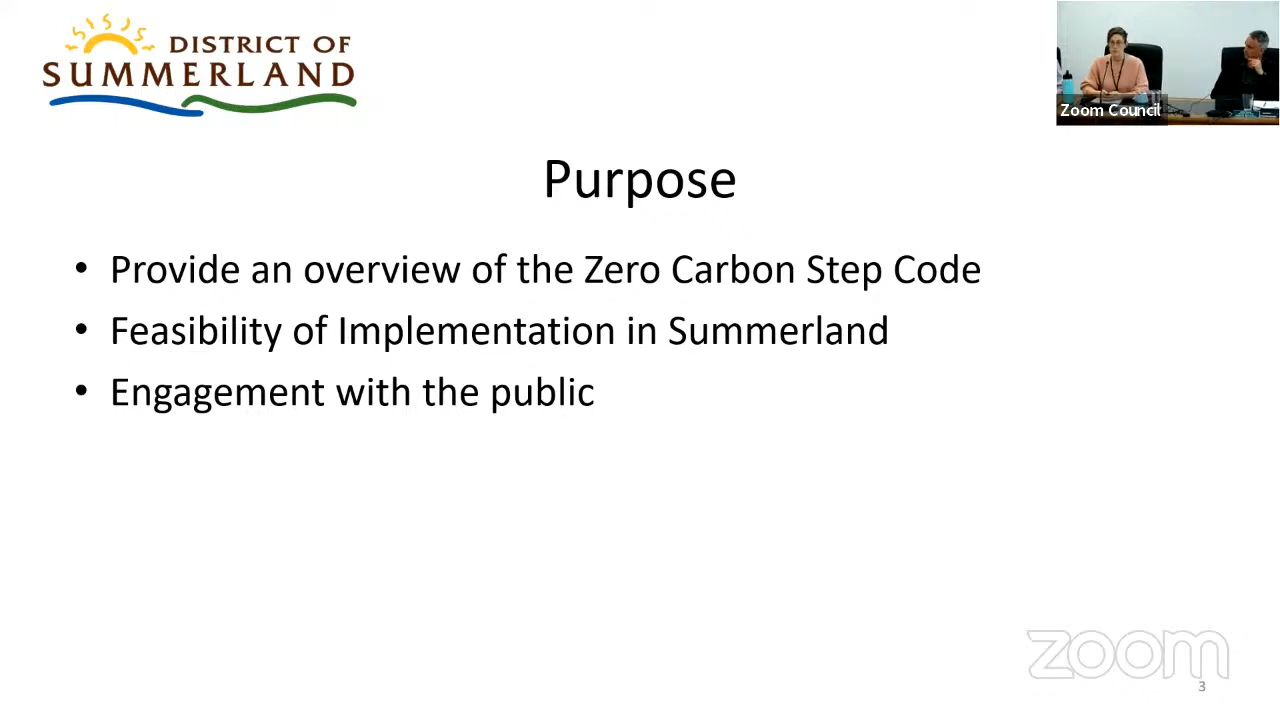 DISTRICT OF
SUMMERLAND
Zoom Council
Purpose
• Provide an overview of the Zero Carbon Step Code
• Feasibility of Implementation in Summerland
• Engagement with the public
zoom
3